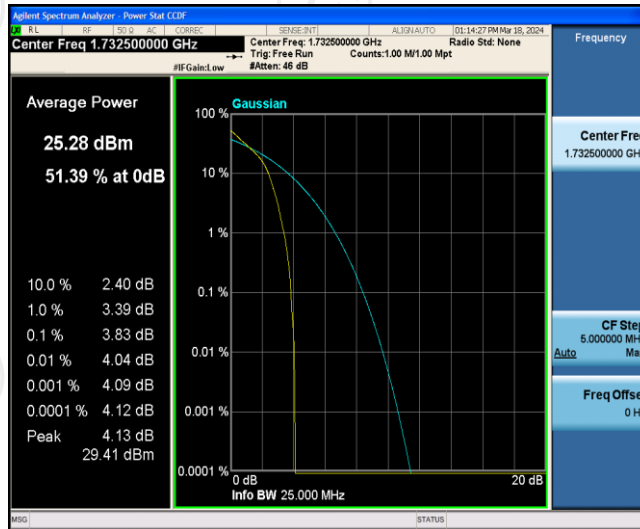 Agilent Spectrum Analyzer - Power Stat CCDF
RL RF 50 Ω AC CORREC SENSE:INT ALIGNAUTO 01:14:27 PM Mar 18, 2024
Center Freq 1.732500000 GHz
Center Freq: 1.732500000 GHz Radio Std: None
Trig: Free Run Counts:1.00 M/1.00 Mpt
#IFGain:Low #Atten: 46 dB
Frequency
Average Power
25.28 dBm
51.39 % at 0dB
10.0 % 2.40 dB
1.0 % 3.39 dB
0.1 % 3.83 dB
0.01 % 4.04 dB
0.001 % 4.09 dB
0.0001 % 4.12 dB
Peak 4.13 dB
29.41 dBm
Gaussian
100 %
10 %
1 %
0.1 %
0.01 %
0.001 %
0.0001 %
0 dB 20 dB
Info BW 25.000 MHz
Center Fre
1.732500000 GH
CF Step
5.000000 MH
Auto Ma
Freq Offse
0 H
MSG STATUS